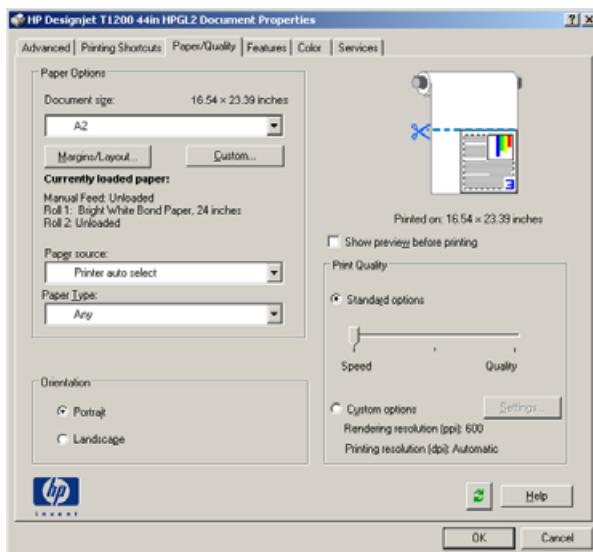 HP Designjet T1200 44in HPGL2 Document Properties
Advanced
Printing Shortcuts
Paper/Quality
Features
Color
Services
Paper Options
Document size: 16.54 × 23.39 inches
A2
Margins/Layout...
Custom...
Currently loaded paper:
Manual Feed: Unloaded
Roll 1: Bright White Bond Paper, 24 inches
Roll 2: Unloaded
Paper source:
Printer auto select
Paper Type:
Any
Orientation
Portrait
Landscape
hp
invent
3
Printed on: 16.54 × 23.39 inches
Show preview before printing
Print Quality
Standard options
Speed
Quality
Custom options
Settings...
Rendering resolution (ppi): 600
Printing resolution (dpi): Automatic
Help
OK
Cancel